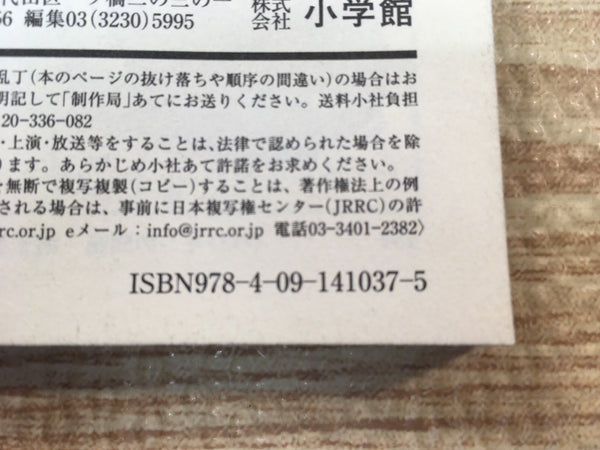 代田区一ツ橋二の三の一
56 編集03(3230)5995
株式会社 小学館
乱丁(本のページの抜け落ちや順序の間違い)の場合はお
明記して「制作局」あてにお送りください。送料小社負担
20-336-082
・上演・放送等をすることは、法律で認められた場合を除
ります。あらかじめ小社あて許諾をお求めください。
を無断で複写複製(コピー)することは、著作権法上の例
される場合は、事前に日本複写権センター(JRRC)の許
rc.or.jp eメール：info@jrrc.or.jp 電話03-3401-2382〉
ISBN978-4-09-141037-5